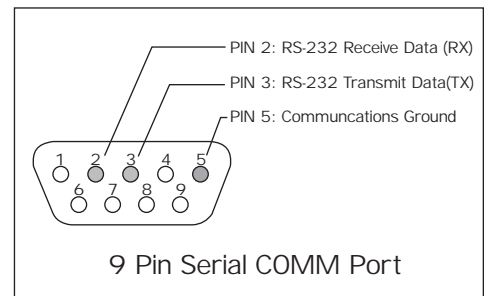 PIN 2: RS-232 Receive Data (RX)
PIN 3: RS-232 Transmit Data(TX)
PIN 5: Communcations Ground
1 2 3 4 5
6 7 8 9
9 Pin Serial COMM Port